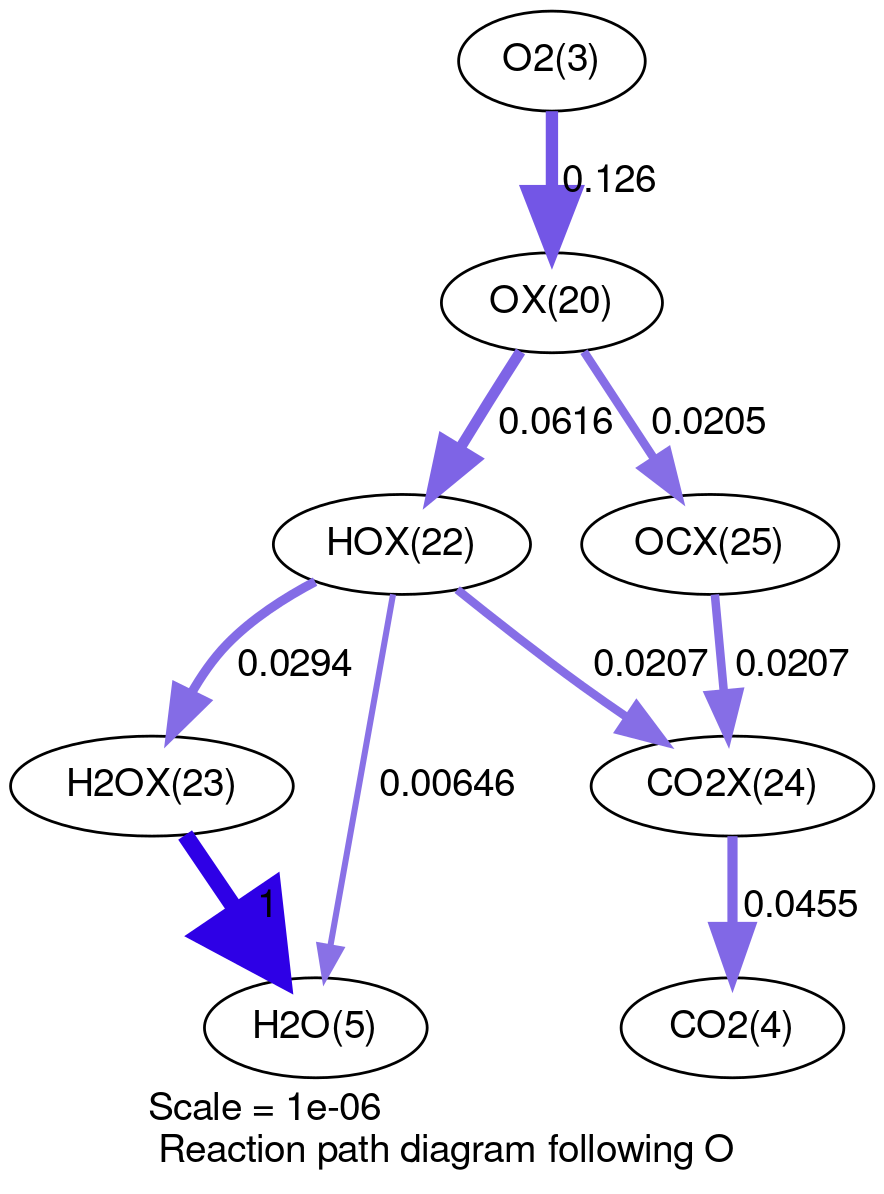 O2(3)
0.126
OX(20)
0.0616
0.0205
HOX(22)
OCX(25)
0.0294
0.0207
0.0207
0.00646
H2OX(23)
CO2X(24)
1
0.0455
H2O(5)
CO2(4)
Scale = 1e-06
Reaction path diagram following O